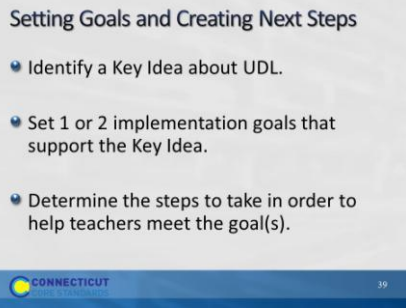 Setting Goals and Creating Next Steps
Identify a Key Idea about UDL.
Set 1 or 2 implementation goals that
support the Key Idea.
Determine the steps to take in order to
help teachers meet the goal(s).
CONNECTICUT
CORE STANDARDS
39